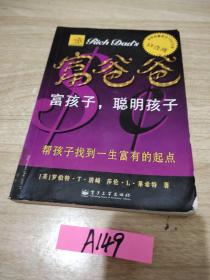 Rich Dad's
富爸爸
富孩子，聪明孩子
帮孩子找到一生富有的起点
[美]罗伯特·T·清崎 莎伦·L·莱希特 著
电子工业出版社
A149